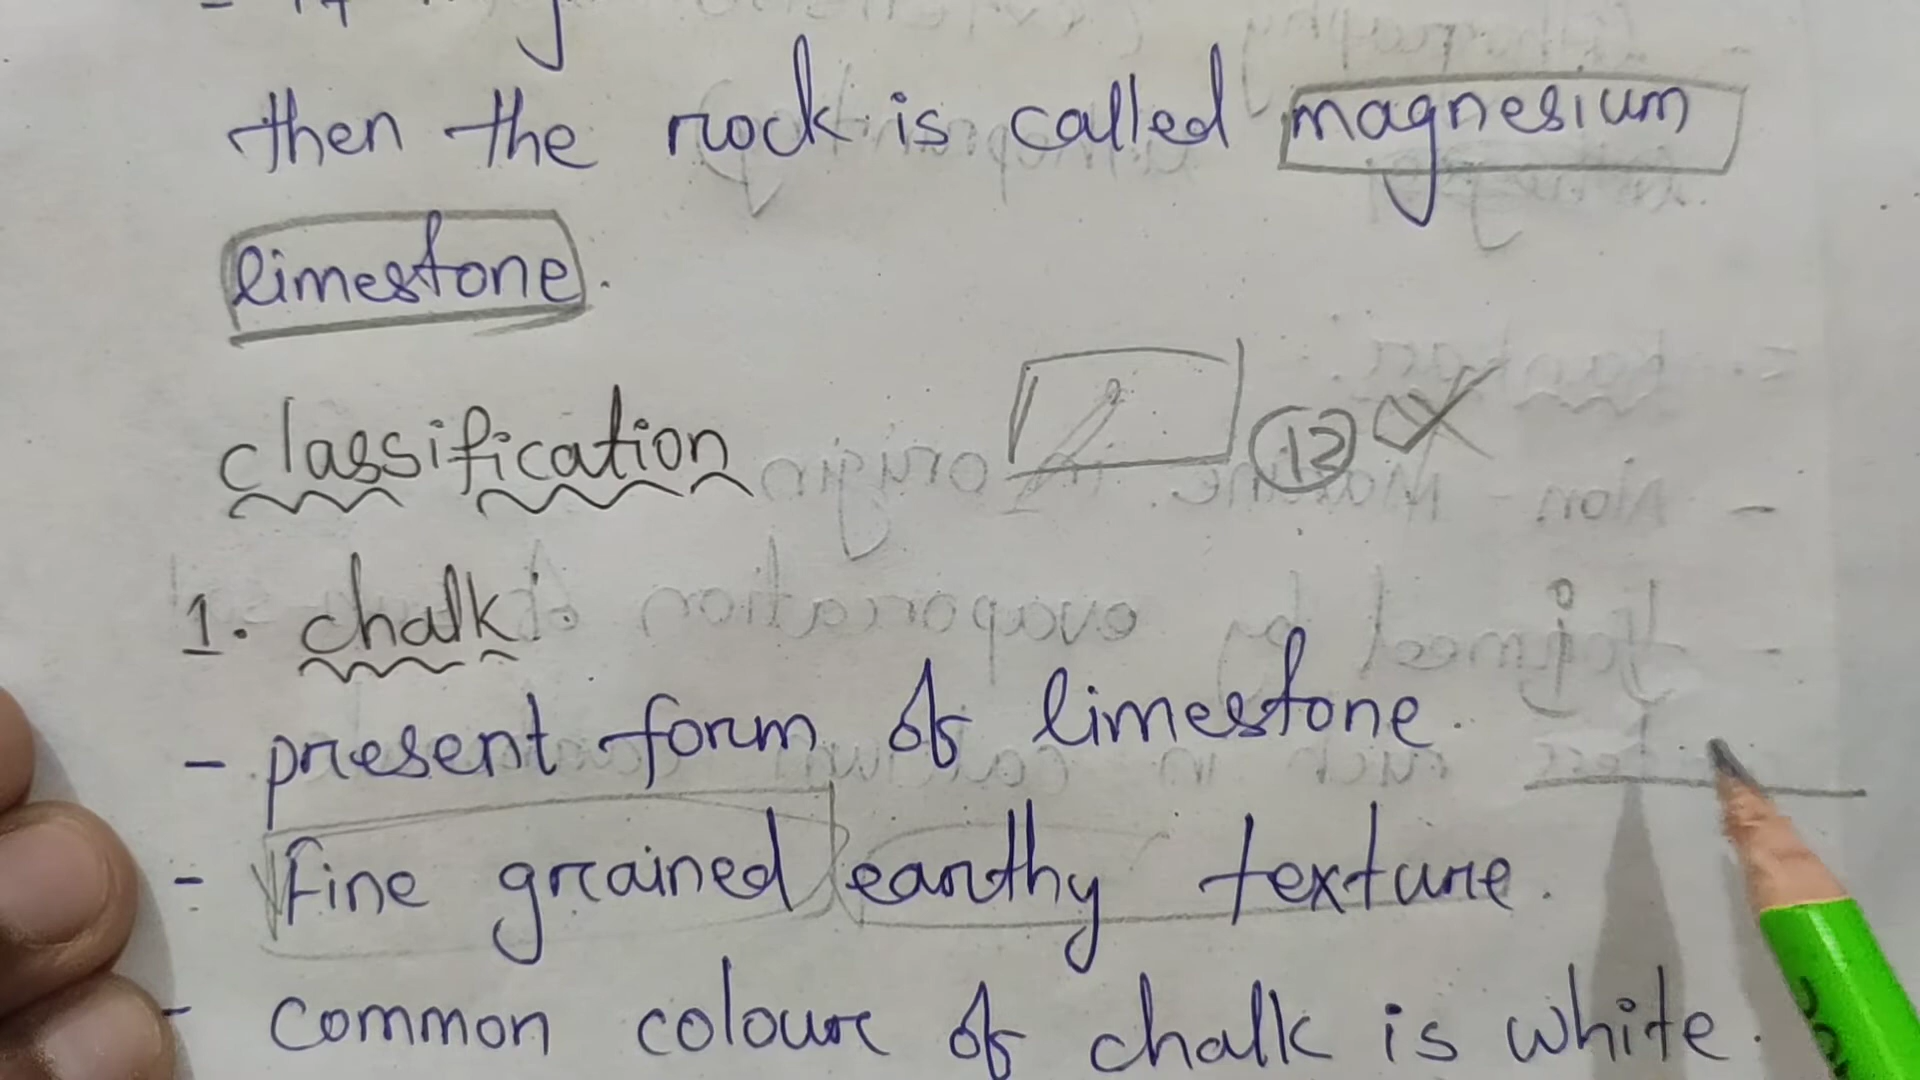 then the rock is called magnesium
limestone.
classification
12
1. chalk:
- present form of limestone.
- Fine grained earthy texture.
- common colour of chalk is white.